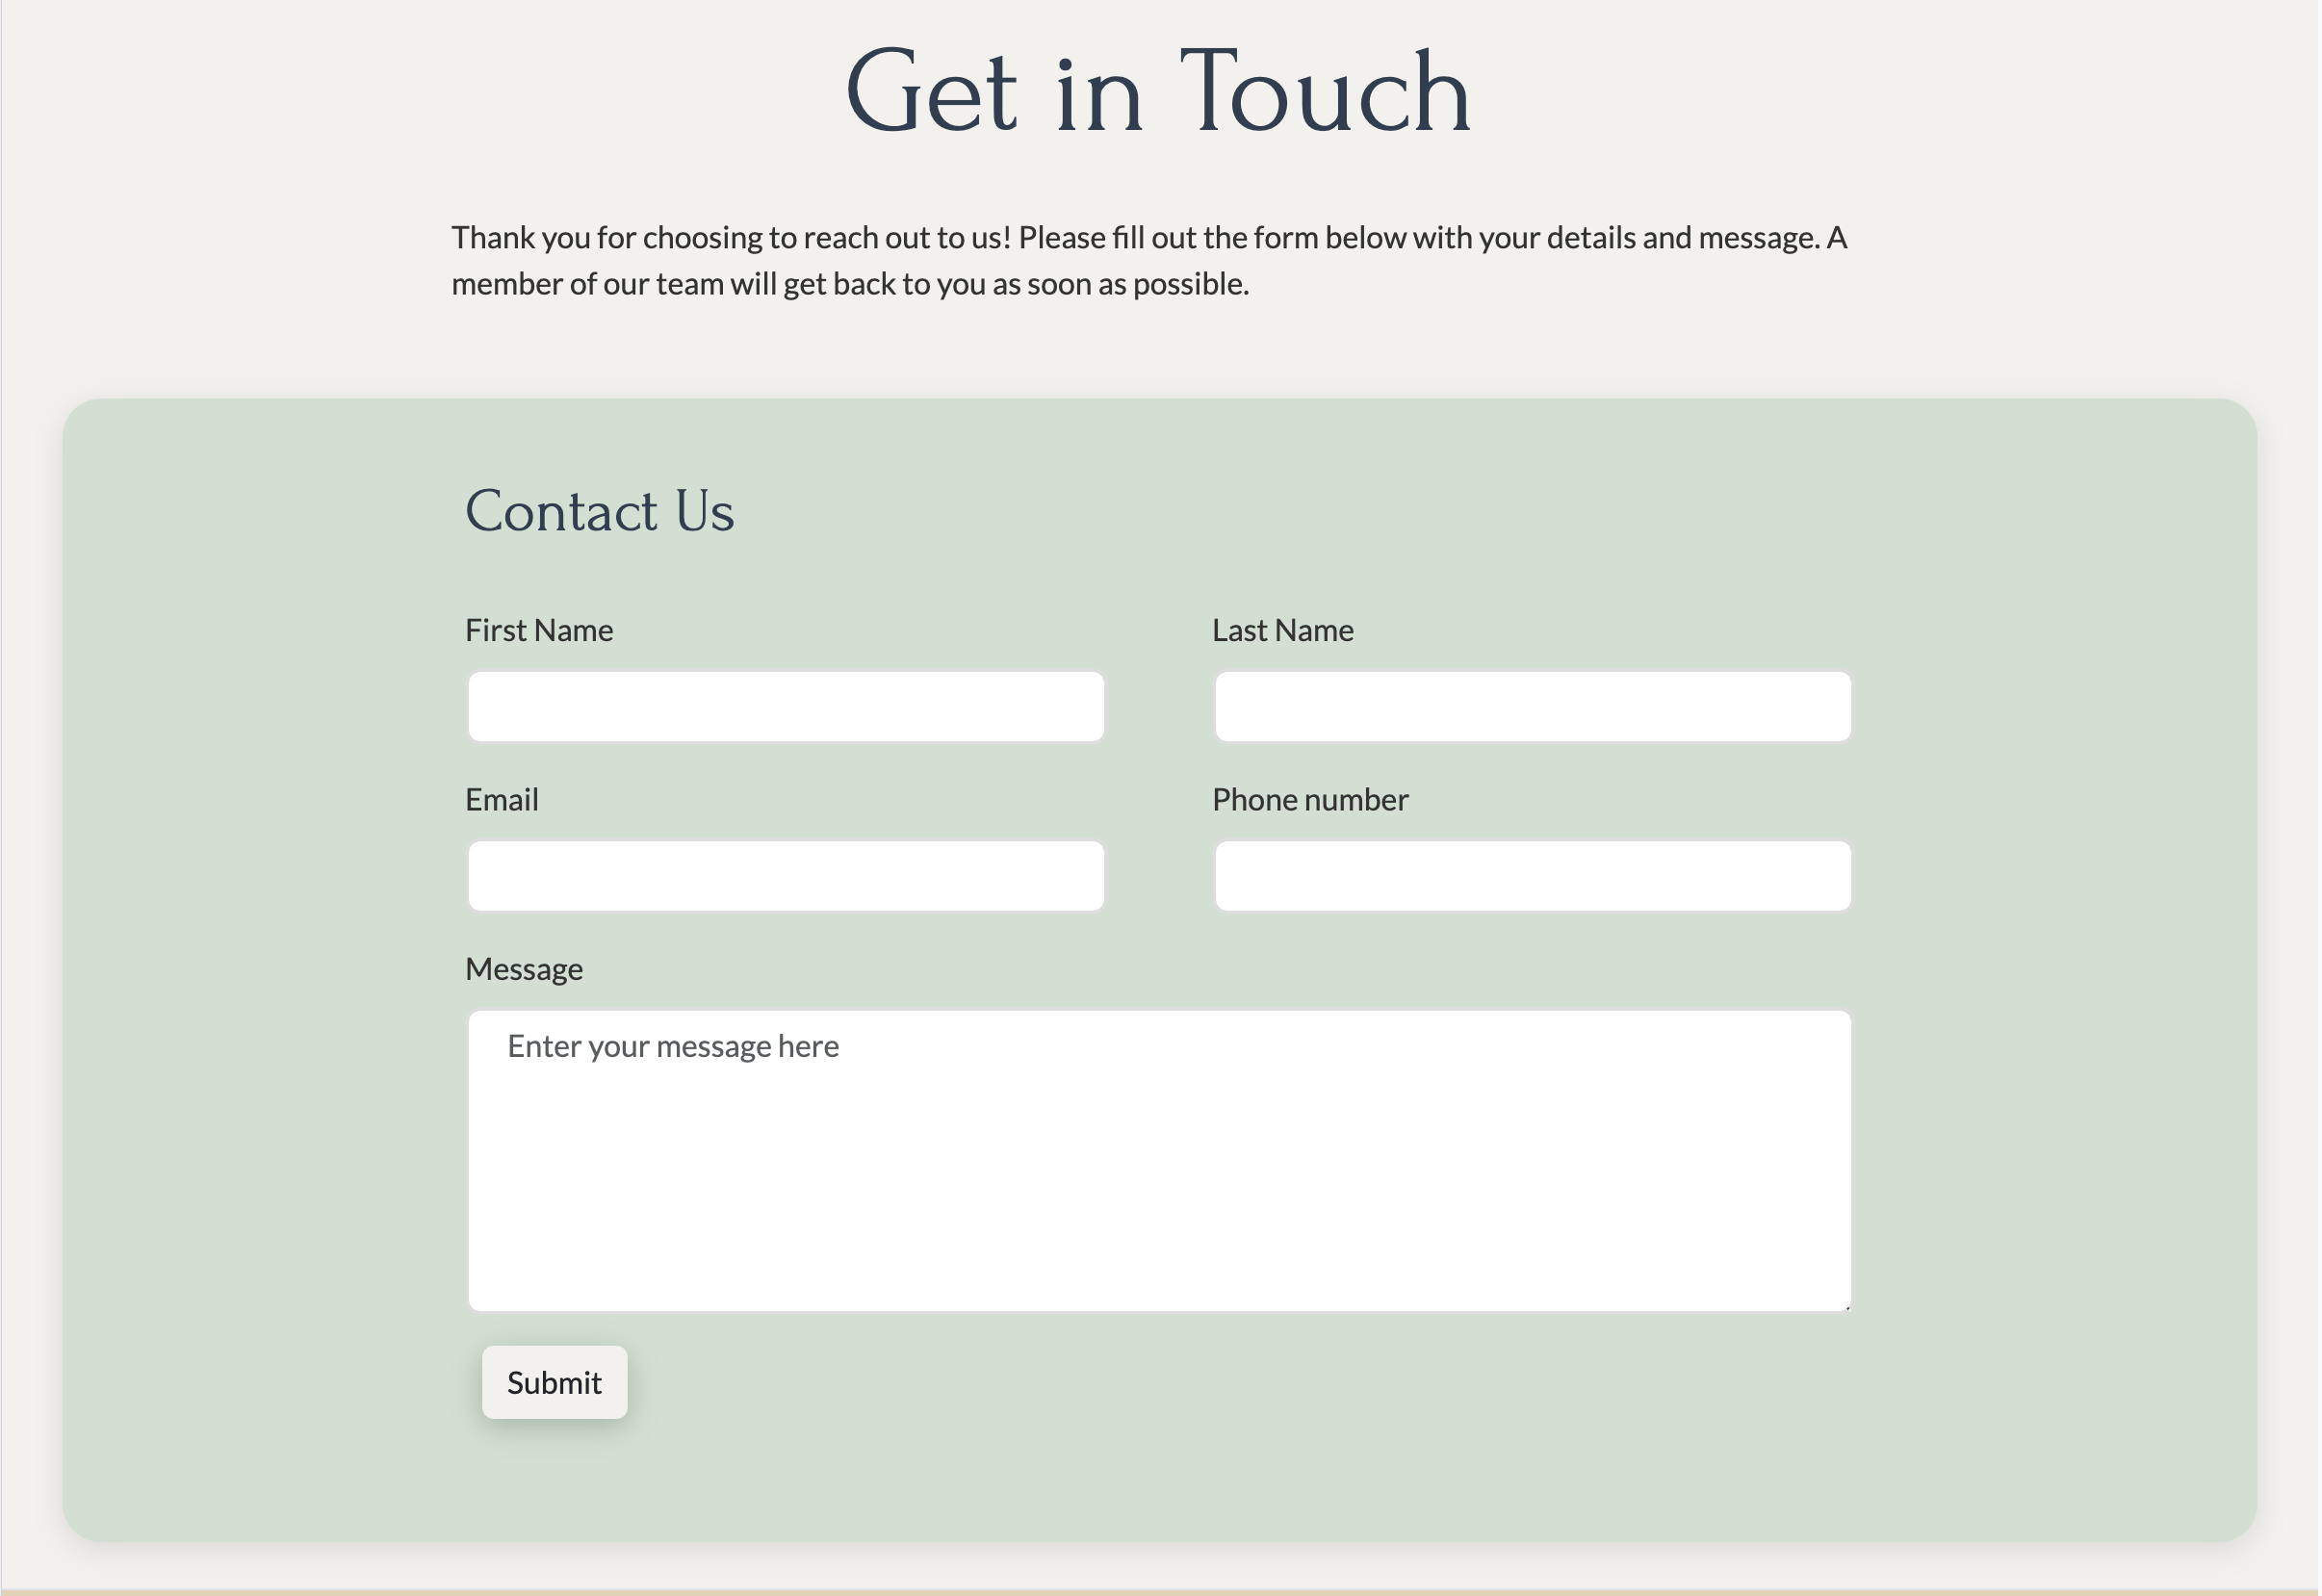 Get in Touch
Thank you for choosing to reach out to us! Please fill out the form below with your details and message. A
member of our team will get back to you as soon as possible.
Contact Us
First Name
Last Name
Email
Phone number
Message
Enter your message here
Submit